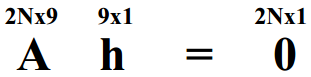 2Nx9 9x1 2Nx1
A h = 0